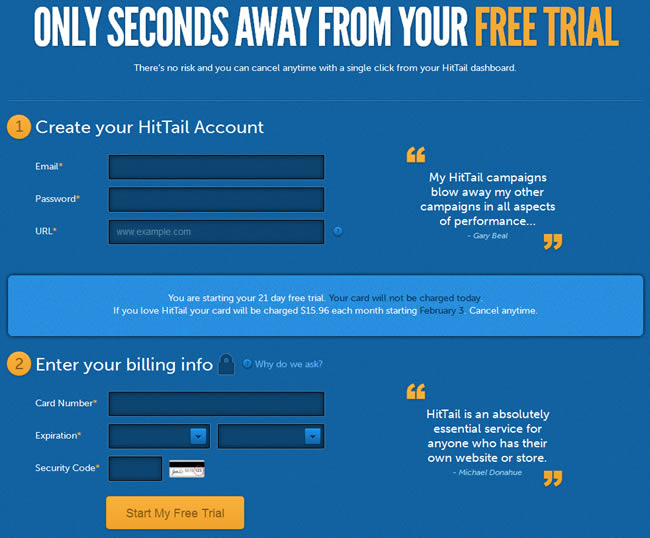 ONLY SECONDS AWAY FROM YOUR FREE TRIAL
There's no risk and you can cancel anytime with a single click from your HitTail dashboard.
1 Create your HitTail Account
Email*
Password*
URL* www.example.com ?
“
My HitTail campaigns
blow away my other
campaigns in all aspects
of performance...
- Gary Beal
”
You are starting your 21 day free trial. Your card will not be charged today.
If you love HitTail your card will be charged $15.96 each month starting February 3. Cancel anytime.
2 Enter your billing info ? Why do we ask?
Card Number*
Expiration*
Security Code*
“
HitTail is an absolutely
essential service for
anyone who has their
own website or store.
- Michael Donahue
”
Start My Free Trial